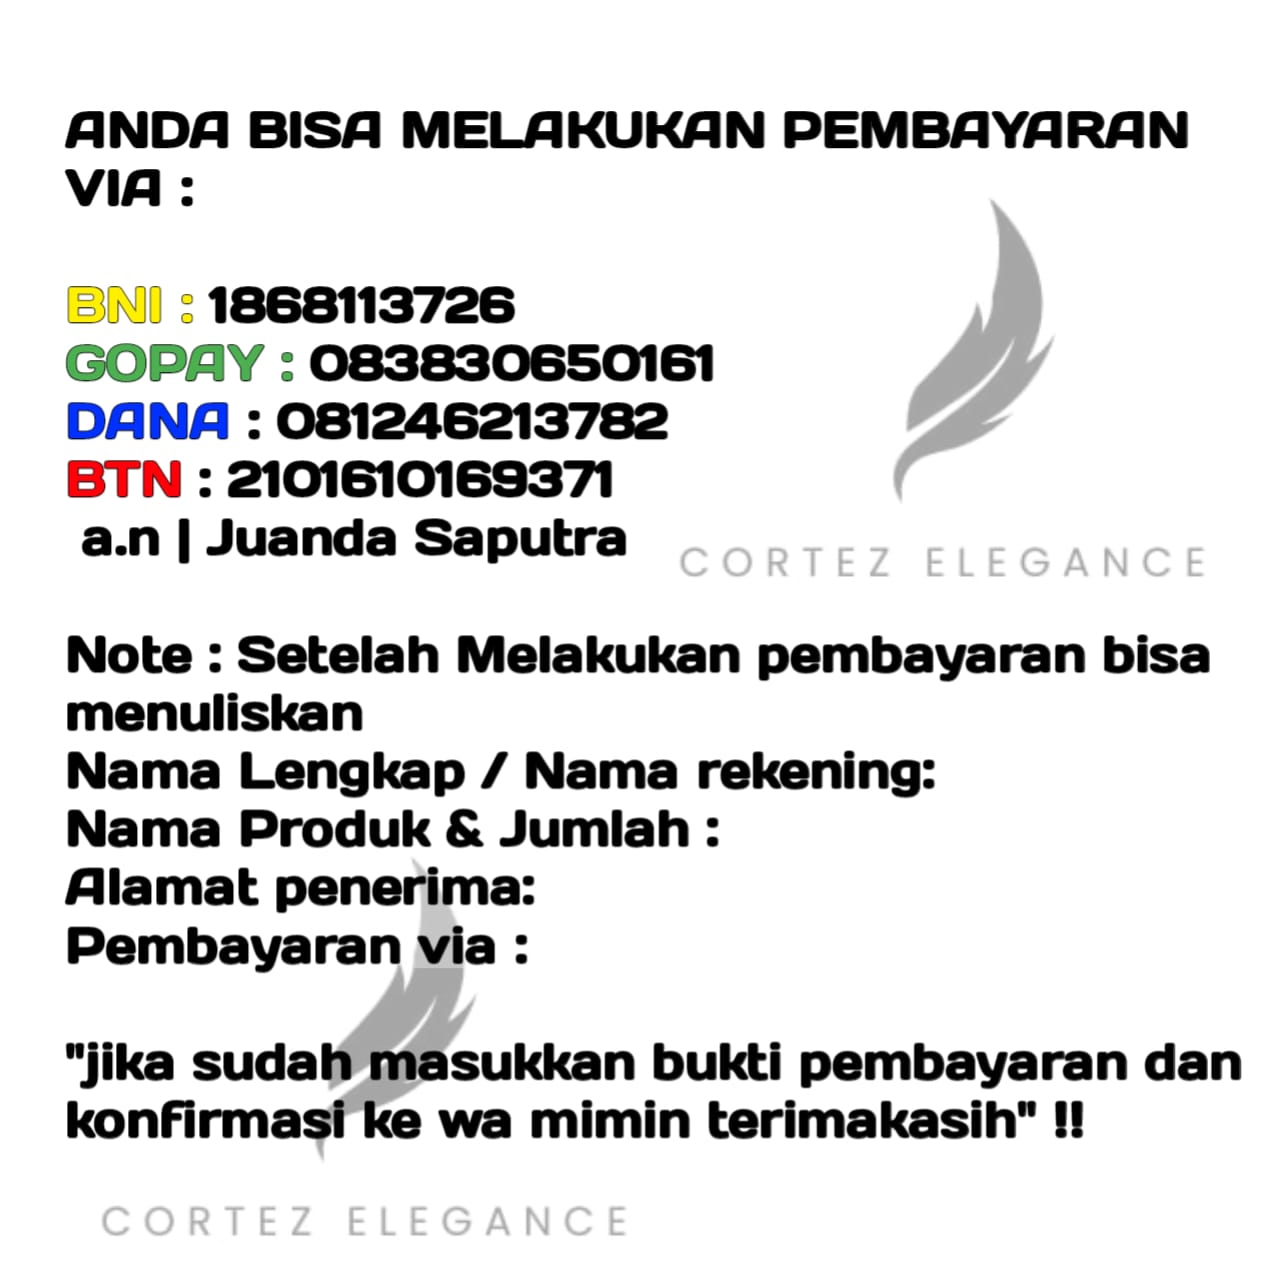 ANDA BISA MELAKUKAN PEMBAYARAN
VIA :
BNI : 1868113726
GOPAY : 083830650161
DANA : 081246213782
BTN : 2101610169371
a.n | Juanda Saputra
CORTEZ ELEGANCE
Note : Setelah Melakukan pembayaran bisa
menuliskan
Nama Lengkap / Nama rekening:
Nama Produk & Jumlah :
Alamat penerima:
Pembayaran via :
"jika sudah masukkan bukti pembayaran dan
konfirmasi ke wa mimin terimakasih" !!
CORTEZ ELEGANCE